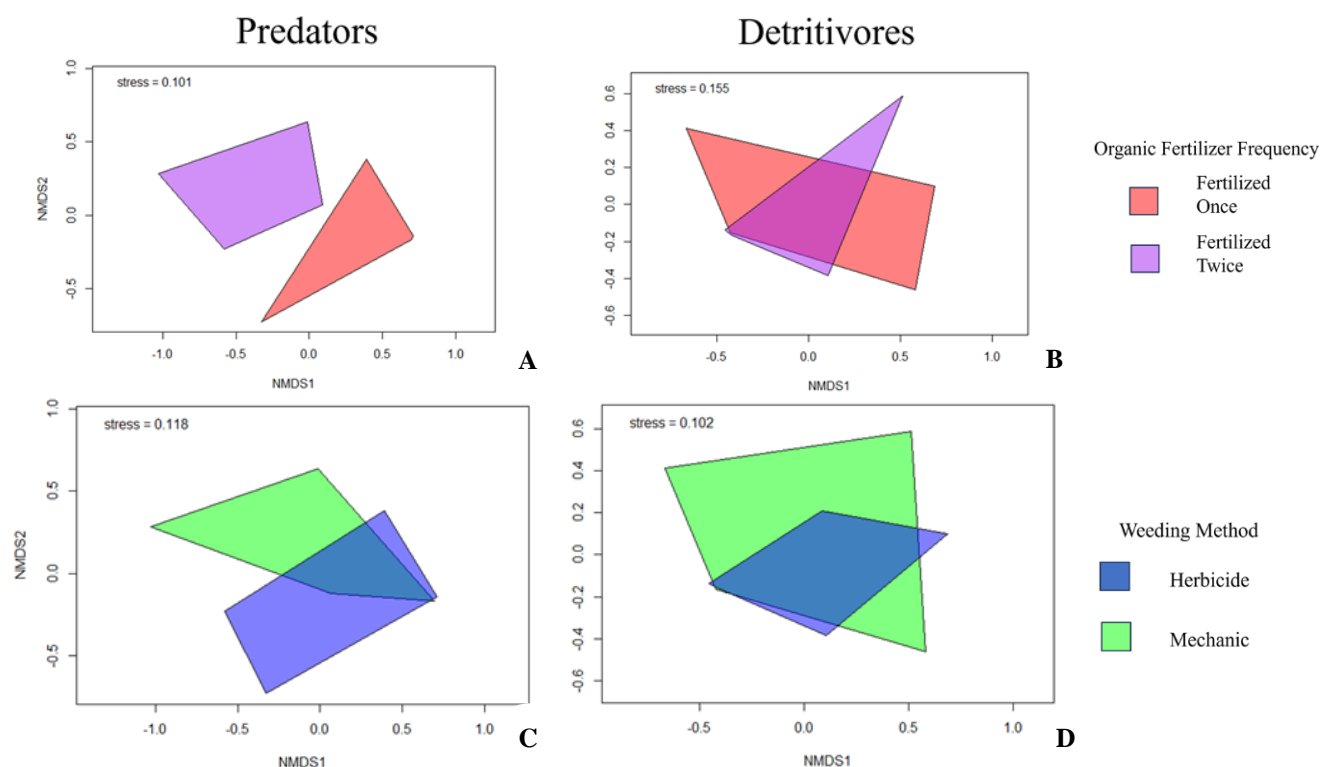 Predators
Detritivores
stress = 0.101
1.0
0.5
0.0
-0.5
NMDS2
-1.0
-0.5
0.0
0.5
1.0
NMDS1
A
stress = 0.155
0.6
0.4
0.2
0.0
-0.2
-0.4
-0.6
-0.5
0.0
0.5
1.0
NMDS1
B
Organic Fertilizer Frequency
Fertilized
Once
Fertilized
Twice
stress = 0.118
1.0
0.5
0.0
-0.5
NMDS2
-1.0
-0.5
0.0
0.5
1.0
NMDS1
C
stress = 0.102
0.6
0.4
0.2
0.0
-0.2
-0.4
-0.6
-0.5
0.0
0.5
1.0
NMDS1
D
Weeding Method
Herbicide
Mechanic